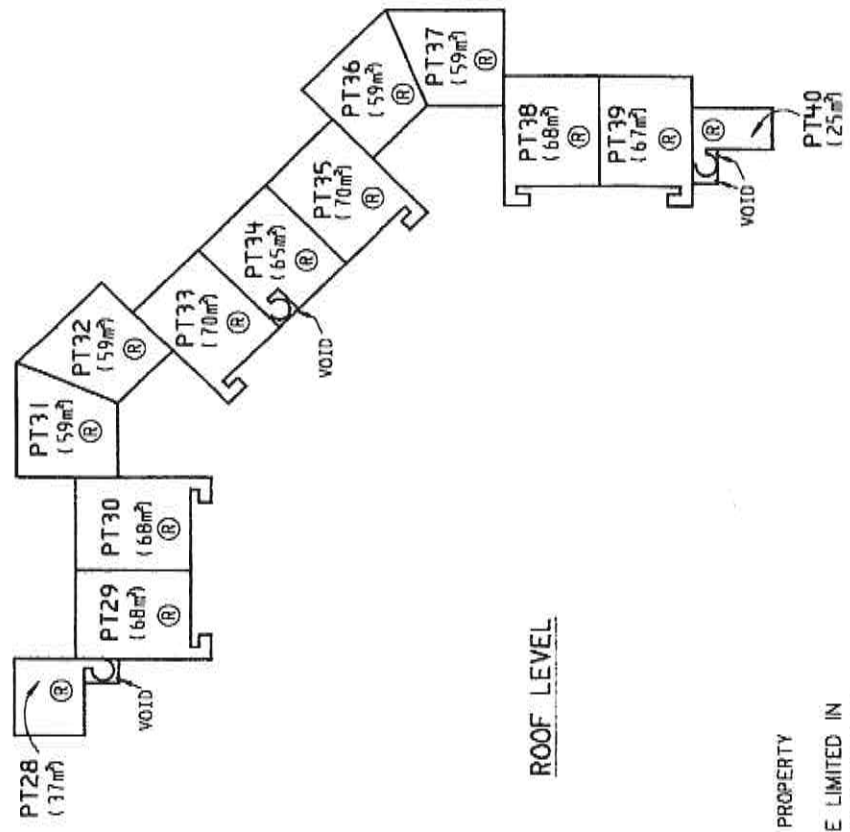 PT28
(37m²)
Ⓡ
VOID
PT29
(68m²)
Ⓡ
PT30
(68m²)
Ⓡ
PT31
(59m²)
Ⓡ
PT32
(59m²)
Ⓡ
PT33
(70m²)
Ⓡ
VOID
PT34
(65m²)
Ⓡ
PT35
(70m²)
Ⓡ
PT36
(59m²)
Ⓡ
PT37
(59m²)
Ⓡ
PT38
(68m²)
Ⓡ
PT39
(67m²)
Ⓡ
VOID
Ⓡ
PT40
(25m²)
ROOF LEVEL
PROPERTY
E LIMITED IN